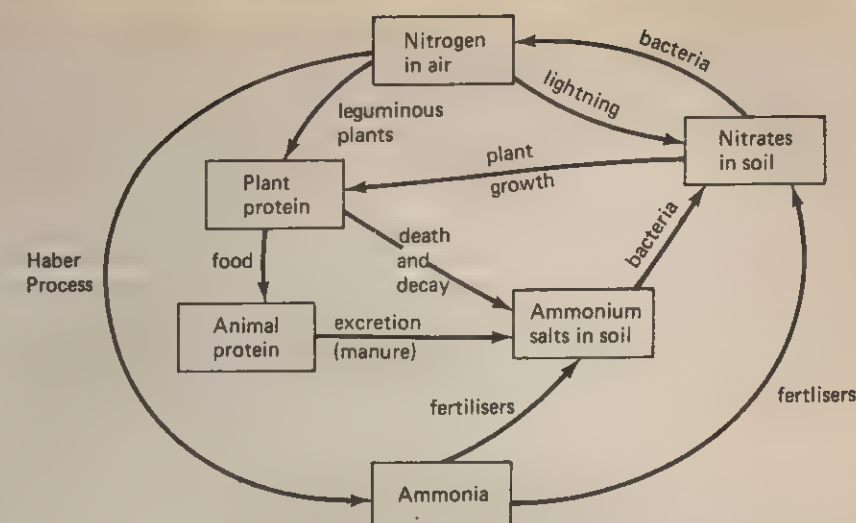 Nitrogen
in air
bacteria
lightning
leguminous
plants
Nitrates
in soil
plant
growth
Plant
protein
death
and
decay
bacteria
food
Haber
Process
Animal
protein
excretion
(manure)
Ammonium
salts in soil
fertilisers
fertlisers
Ammonia